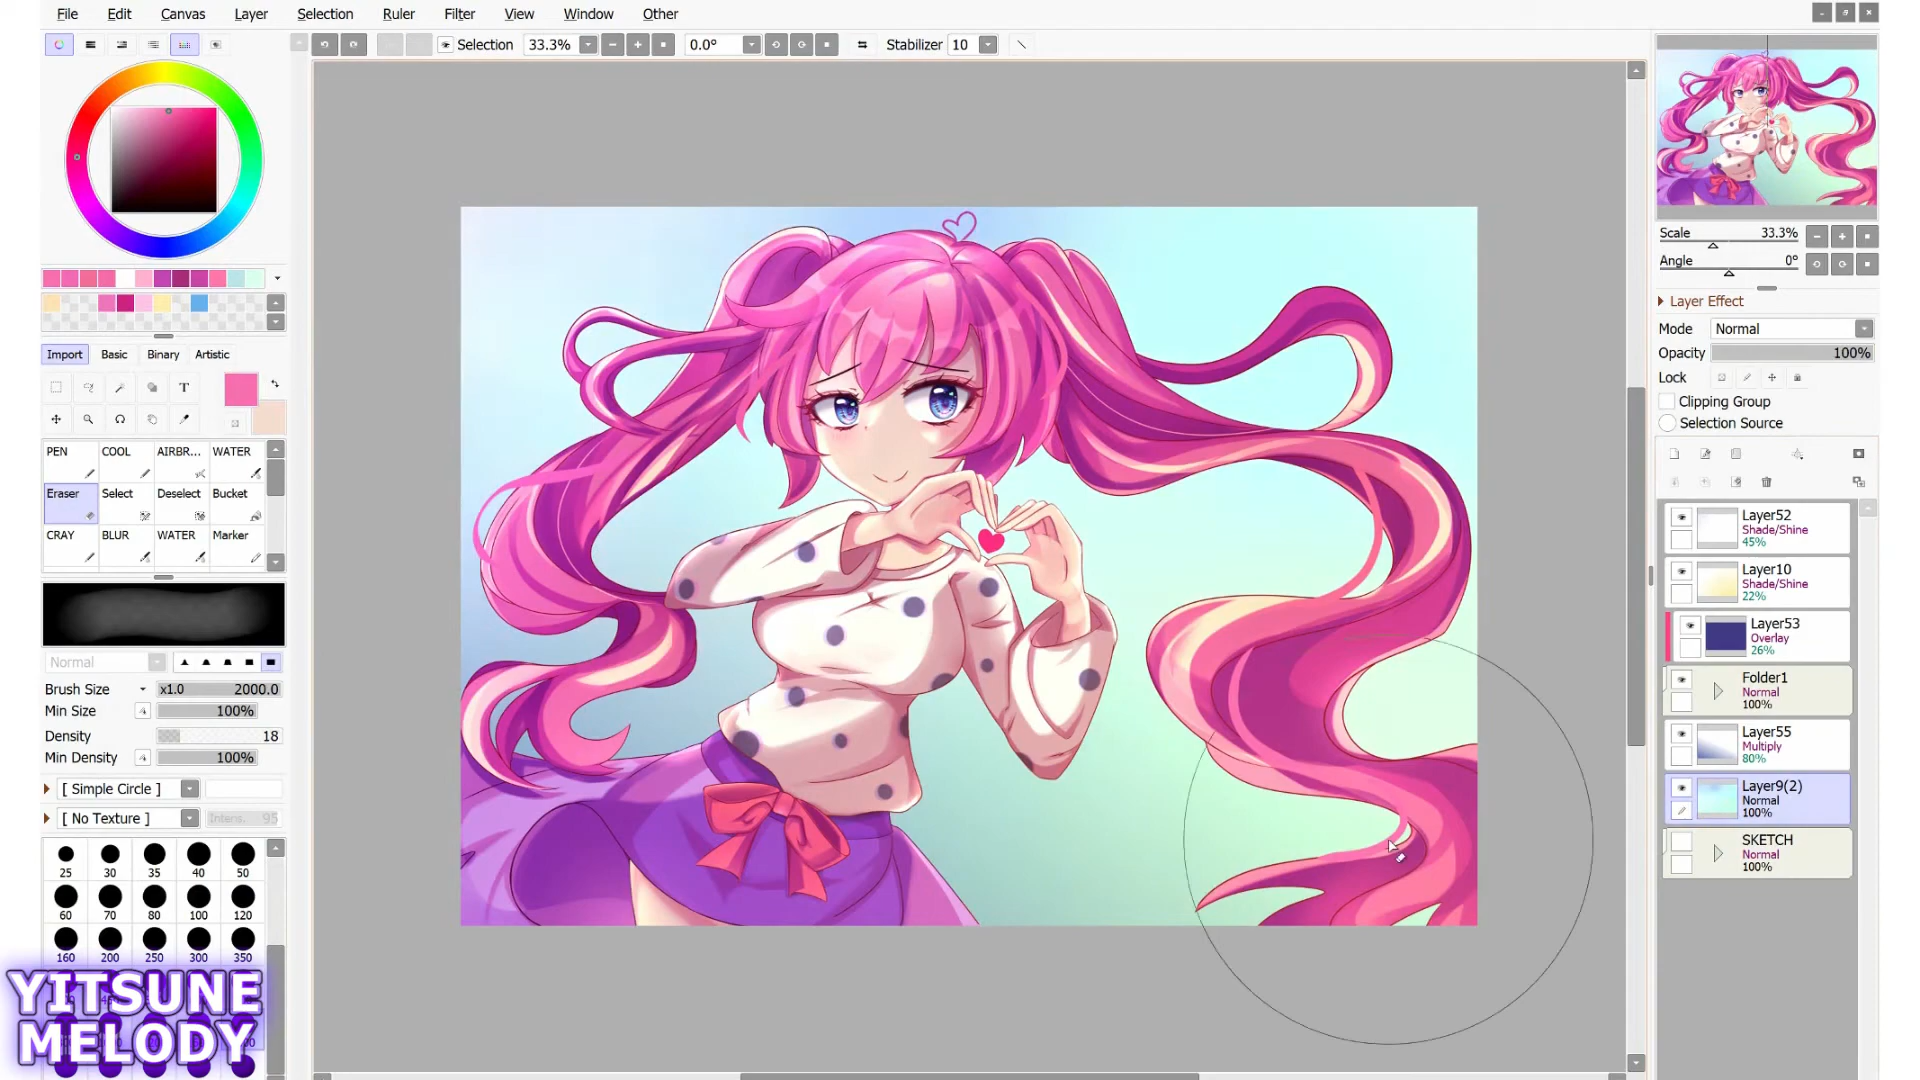 File Edit Canvas Layer Selection Ruler Filter View Window Other
Selection 33.3% 0.0° Stabilizer 10
Import Basic Binary Artistic
T
PEN COOL AIRBR... WATER
Eraser Select Deselect Bucket
CRAY BLUR WATER Marker
Normal
Brush Size x1.0 2000.0
Min Size 100%
Density 18
Min Density 100%
[ Simple Circle ]
[ No Texture ] Intens. 95
25 30 35 40 50
60 70 80 100 120
160 200 250 300 350
YITSUNE
MELODY
Scale 33.3%
Angle 0°
Layer Effect
Mode Normal
Opacity 100%
Lock
Clipping Group
Selection Source
Layer52
Shade/Shine
45%
Layer10
Shade/Shine
22%
Layer53
Overlay
26%
Folder1
Normal
100%
Layer55
Multiply
80%
Layer9(2)
Normal
100%
SKETCH
Normal
100%